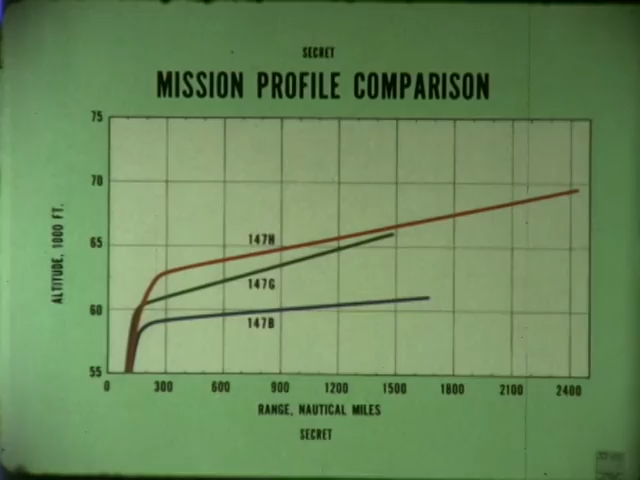 SECRET
MISSION PROFILE COMPARISON
75
70
65
60
55
ALTITUDE, 1000 FT.
147H
147G
147B
0 300 600 900 1200 1500 1800 2100 2400
RANGE, NAUTICAL MILES
SECRET